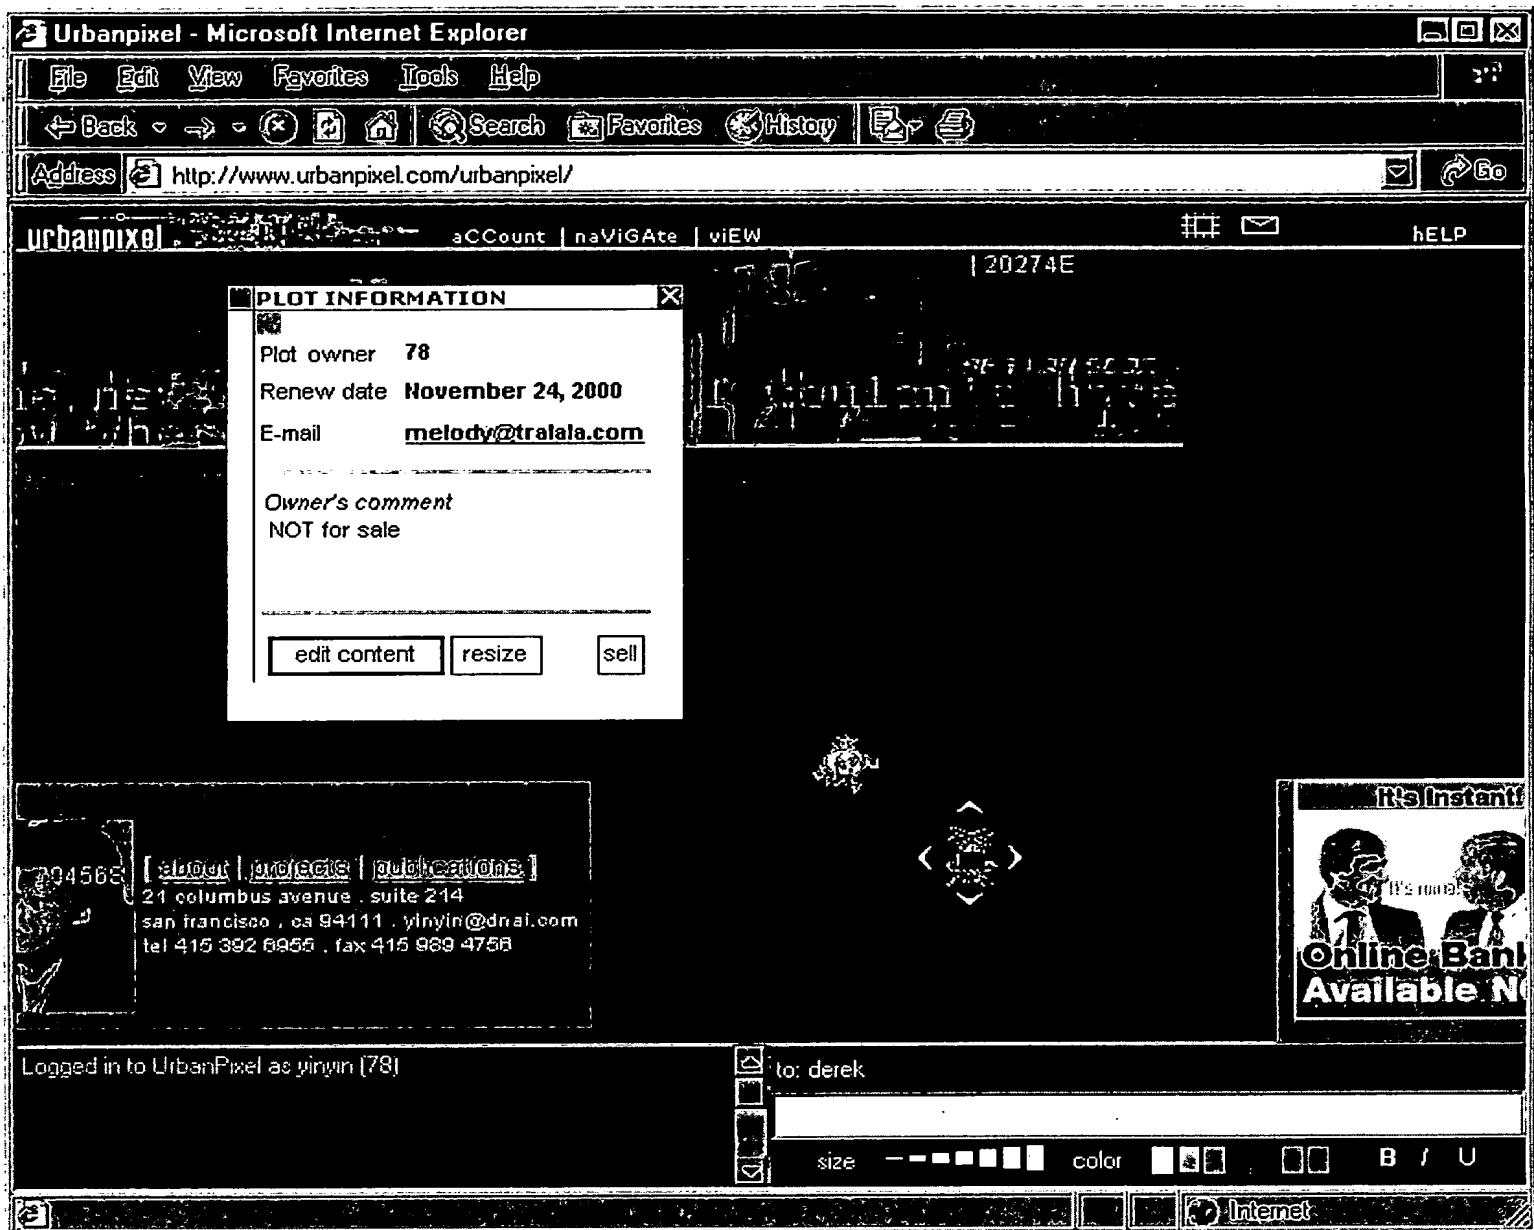 Urbanpixel - Microsoft Internet Explorer
File Edit View Favorites Tools Help
Back Search Favorites History
Address http://www.urbanpixel.com/urbanpixel/ Go
urbanpixel aCCount | naViGAte | viEW hELP
| 20274E
PLOT INFORMATION
Plot owner 78
Renew date November 24, 2000
E-mail melody@tralala.com
Owner's comment
NOT for sale
edit content resize sell
It's Instant!
[ about | projects | publications ]
21 columbus avenue . suite 214
san francisco . ca 94111 . yinyin@dnai.com
tel 415 392 6955 . fax 415 989 4756
It's mine!
Online Bank
Available N
Logged in to UrbanPixel as yinyin (78)
to: derek
size color B I U
Internet